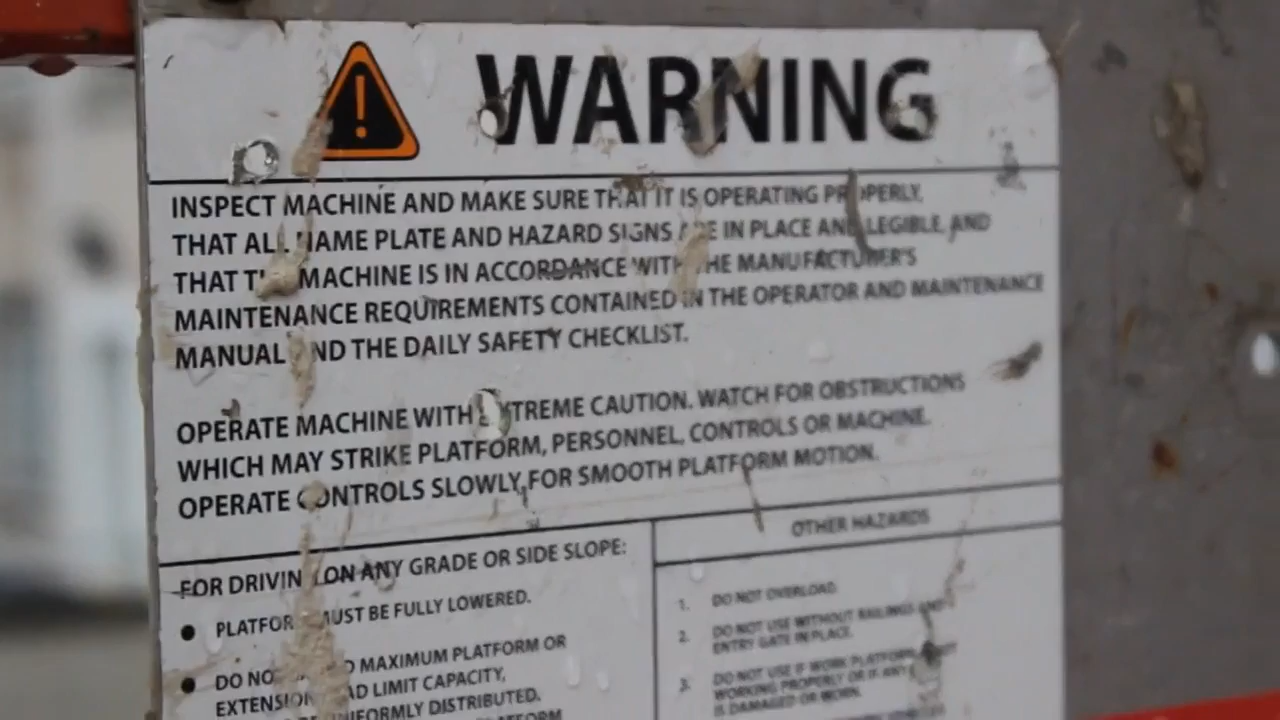 WARNING
INSPECT MACHINE AND MAKE SURE THAT IT IS OPERATING PROPERLY,
THAT ALL NAME PLATE AND HAZARD SIGNS ARE IN PLACE AND LEGIBLE, AND
THAT THE MACHINE IS IN ACCORDANCE WITH THE MANUFACTURER'S
MAINTENANCE REQUIREMENTS CONTAINED IN THE OPERATOR AND MAINTENANCE
MANUAL AND THE DAILY SAFETY CHECKLIST.
OPERATE MACHINE WITH EXTREME CAUTION. WATCH FOR OBSTRUCTIONS
WHICH MAY STRIKE PLATFORM, PERSONNEL, CONTROLS OR MACHINE.
OPERATE CONTROLS SLOWLY, FOR SMOOTH PLATFORM MOTION.
FOR DRIVING ON ANY GRADE OR SIDE SLOPE:
● PLATFORM MUST BE FULLY LOWERED.
● DO NOT MAXIMUM PLATFORM OR
EXTENSION LOAD LIMIT CAPACITY,
UNIFORMLY DISTRIBUTED.
PLATFORM
OTHER HAZARDS
1. DO NOT OVERLOAD.
2. DO NOT USE WITHOUT RAILINGS AND
ENTRY GATE IN PLACE.
3. DO NOT USE IF WORK PLATFORM IS NOT
WORKING PROPERLY OR IF ANY
IS DAMAGED OR WORN.